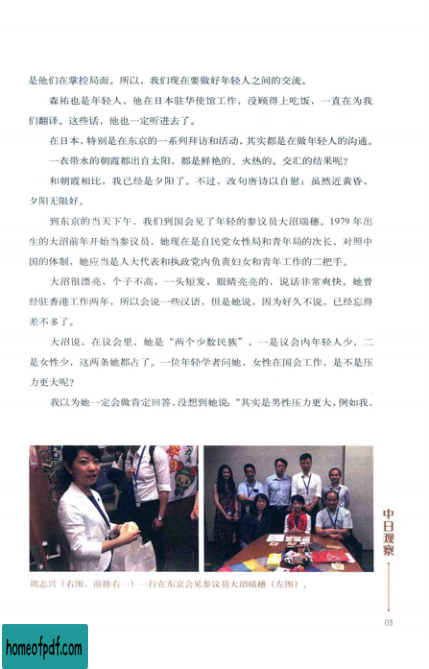 是他们在掌控局面。所以，我们现在要做好年轻人之间的交流。
森祐也是年轻人，他在日本驻华使馆工作，没顾得上吃饭，一直在为我
们翻译。这些话，他也一定听进去了。
在日本，特别是在东京的一系列拜访和活动，其实都是在做年轻人的沟通。
一衣带水的朝霞都出自太阳，都是鲜艳的、火热的。交汇的结果呢？
和朝霞相比，我已经是夕阳了。不过，改句唐诗以自慰：虽然近黄昏，
夕阳无限好。
到东京的当天下午，我们到国会见了年轻的参议员大沼瑞穗。1979 年出
生的大沼前年开始当参议员，她现在是自民党女性局和青年局的次长，对照中
国的体制，她应当是人大代表和执政党内负责妇女和青年工作的二把手。
大沼很漂亮，个子不高，一头短发，眼睛亮亮的，说话非常爽快。她曾
经驻香港工作两年，所以会说一些汉语，但是她说，因为好久不说，已经忘得
差不多了。
大沼说，在议会里，她是“两个少数民族”，一是议会内年轻人少，二
是女性少，这两条她都占了。一位年轻学者问她，女性在国会工作，是不是压
力更大呢？
我以为她一定会做肯定回答，没想到她说：“其实是男性压力更大，例如我，
周志兴（右图，前排右一）一行在东京会见参议员大沼瑞穗（左图）。
中日观察
03
homeofpdf.com